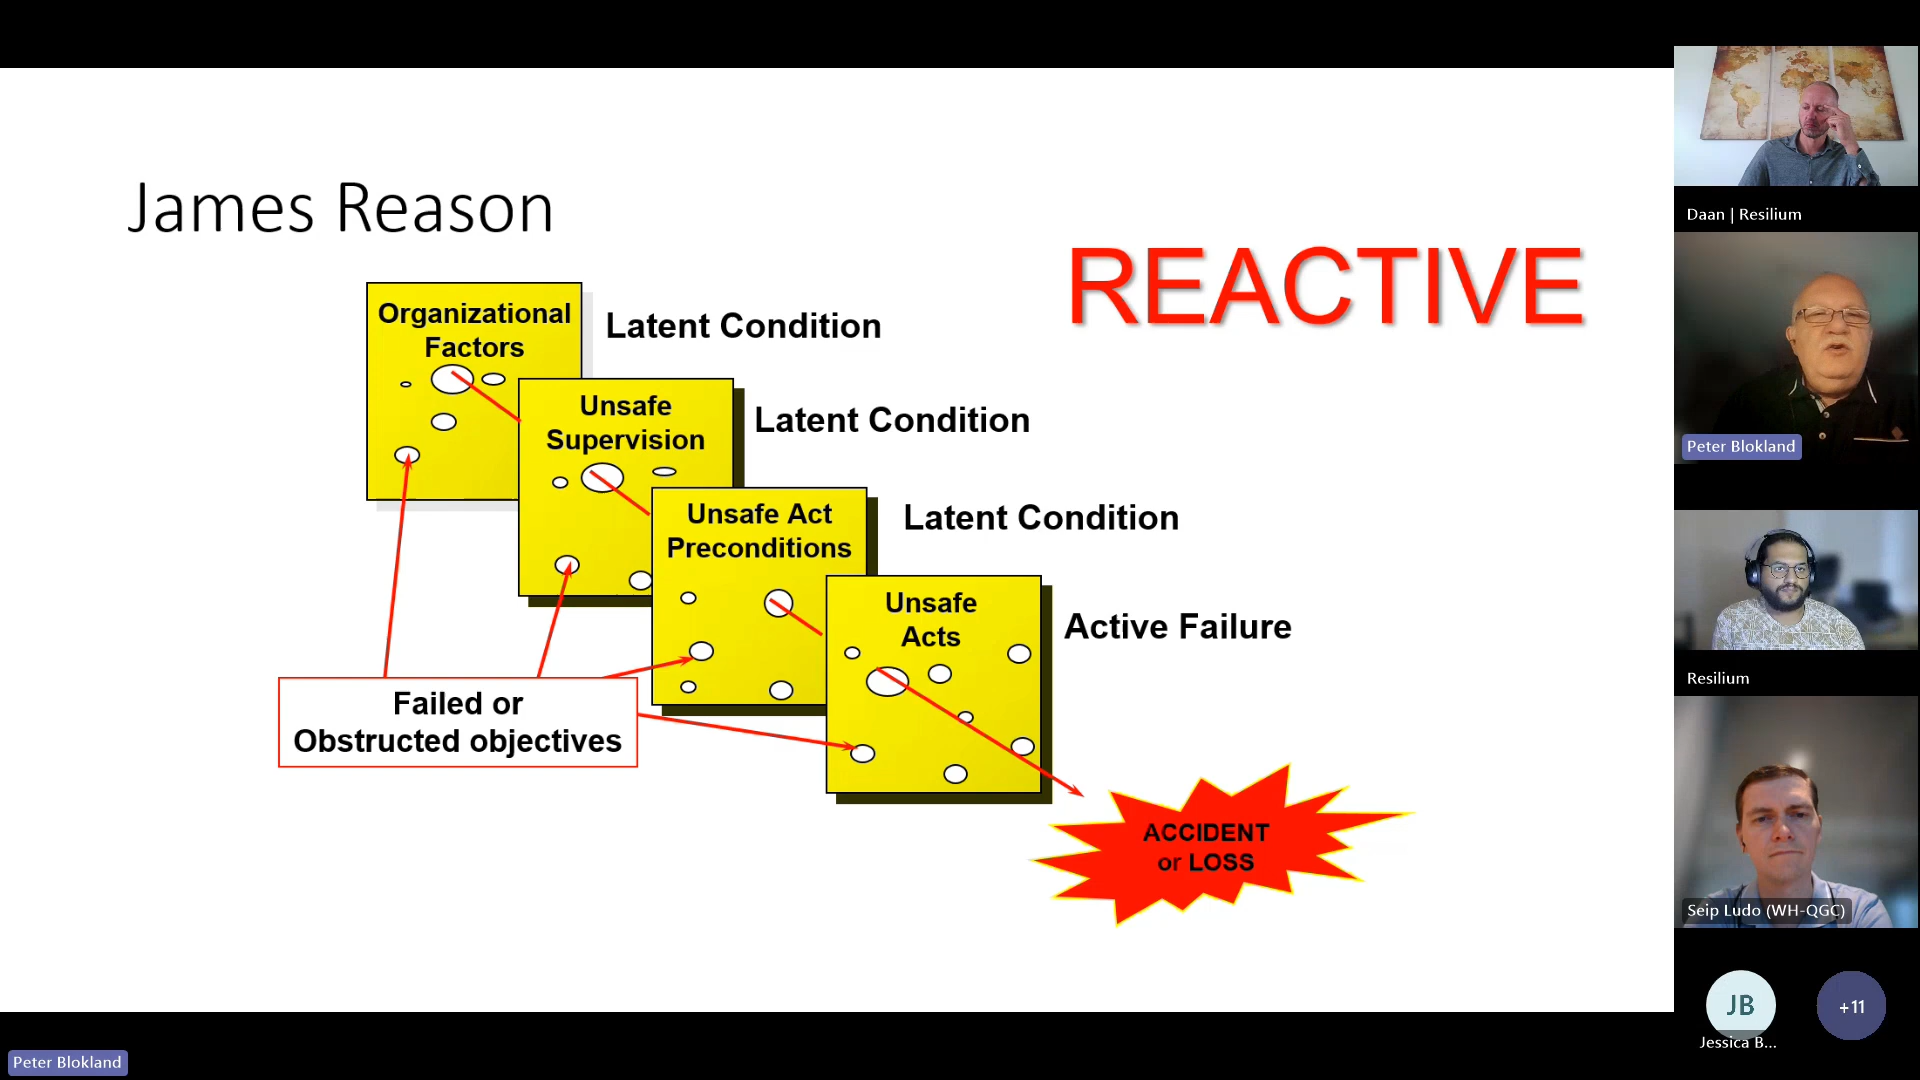 James Reason
REACTIVE
Organizational
Factors
Latent Condition
Unsafe
Supervision
Latent Condition
Unsafe Act
Preconditions
Latent Condition
Unsafe
Acts
Active Failure
Failed or
Obstructed objectives
ACCIDENT
or LOSS
Daan | Resilium
Peter Blokland
Resilium
Seip Ludo (WH-QGC)
JB
Jessica B...
+11
Peter Blokland